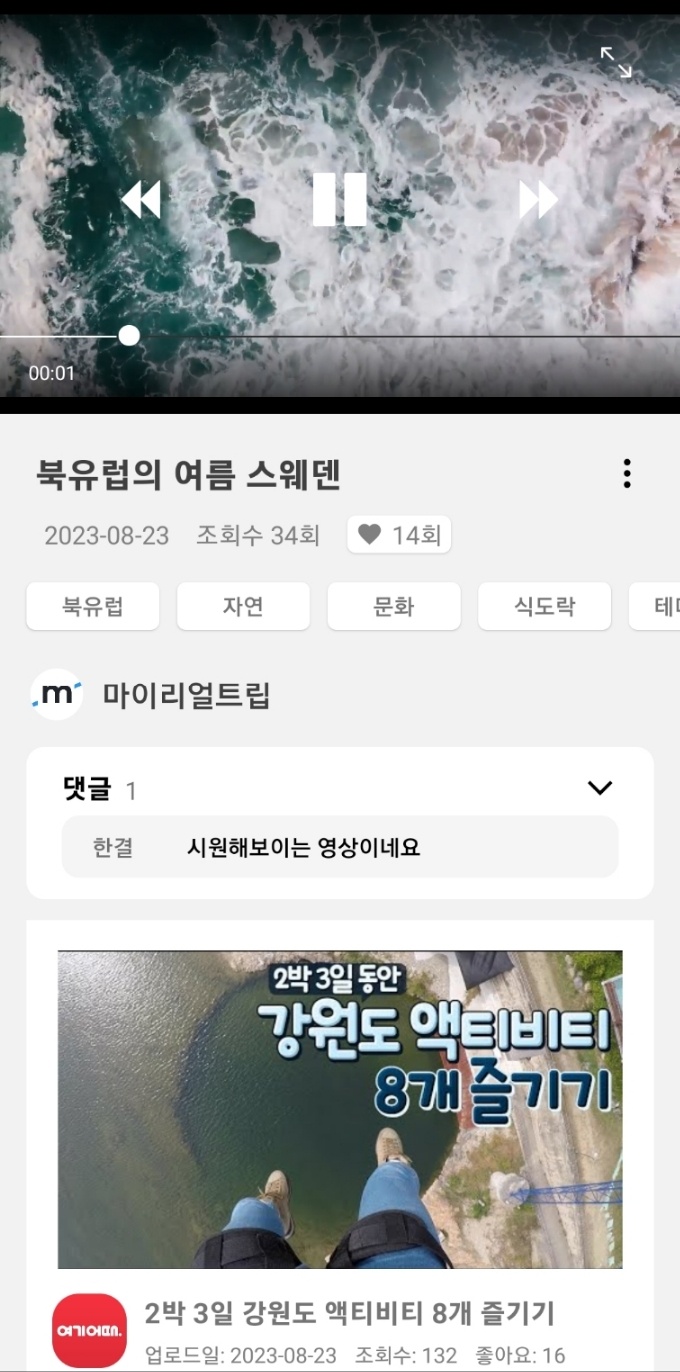 00:01
북유럽의 여름 스웨덴
2023-08-23 조회수 34회 14회
북유럽 자연 문화 식도락
m 마이리얼트립
댓글 1
한결 시원해보이는 영상이네요
2박 3일 동안
강원도 액티비티
8개 즐기기
여기어때.
2박 3일 강원도 액티비티 8개 즐기기
업로드일: 2023-08-23 조회수: 132 좋아요: 16